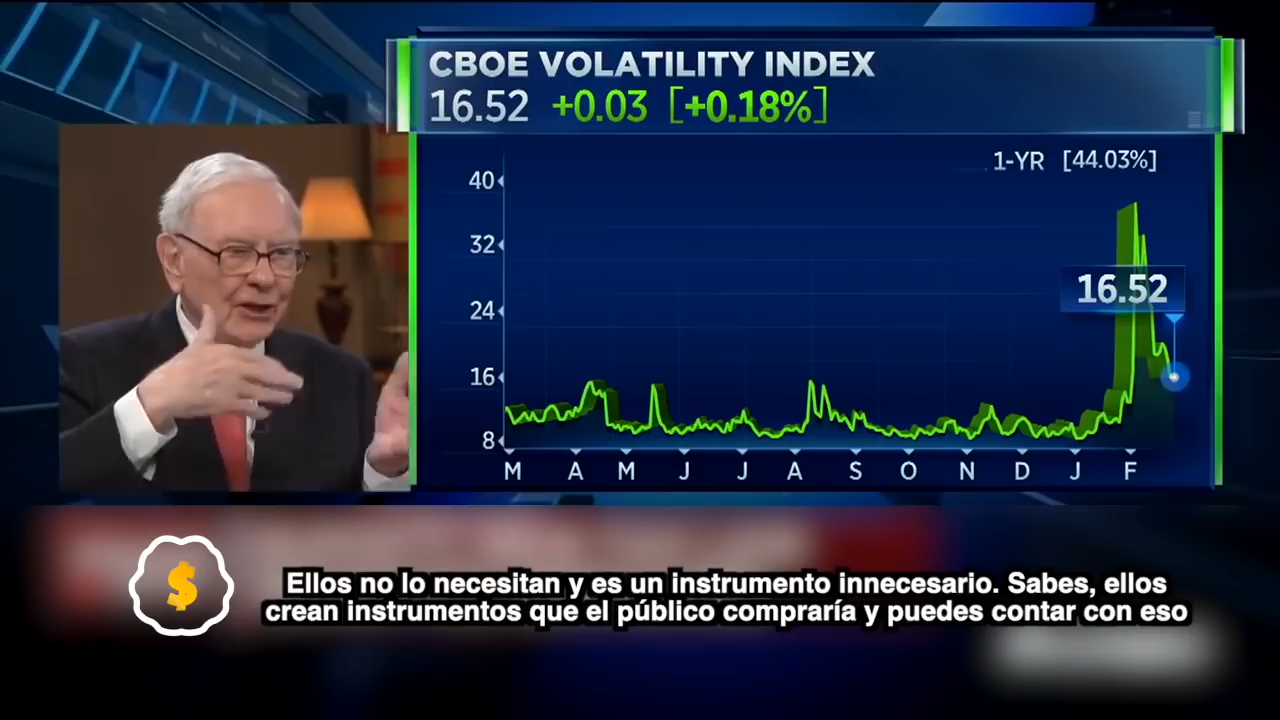 CBOE VOLATILITY INDEX
16.52 +0.03 [+0.18%]
1-YR [44.03%]
40
32
24
16
8
16.52
M A M J J A S O N D J F
$
Ellos no lo necesitan y es un instrumento innecesario. Sabes, ellos
crean instrumentos que el público compraría y puedes contar con eso